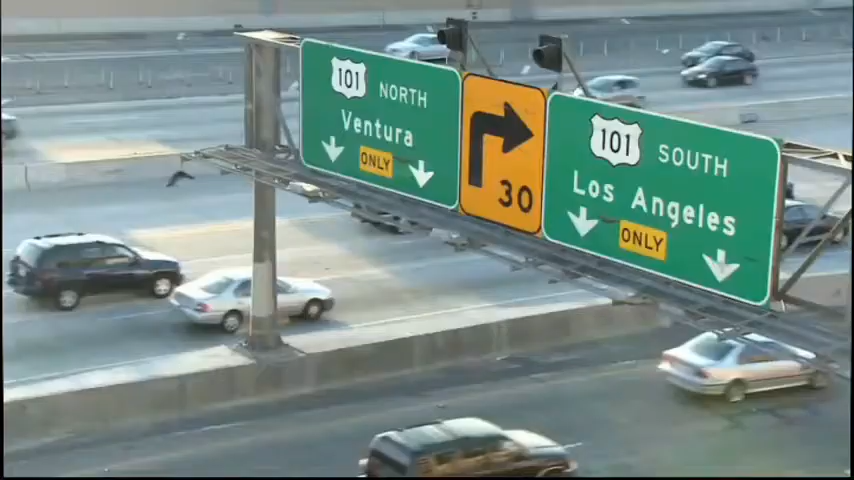 101 NORTH
Ventura
ONLY
30
101 SOUTH
Los Angeles
ONLY